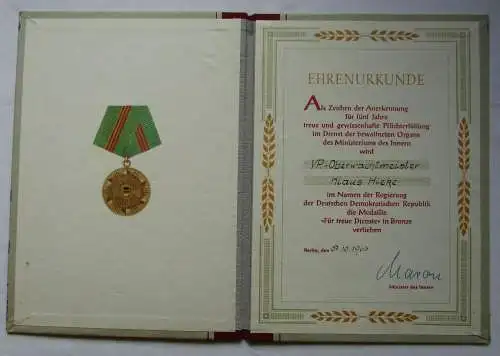 EHRENURKUNDE
Als Zeichen der Anerkennung
für fünf Jahre
treue und gewissenhafte Pflichterfüllung
im Dienst der bewaffneten Organe
des Ministeriums des Innern
wird
VP-Oberwachtmeister
Klaus
im Namen der Regierung
der Deutschen Demokratischen Republik
die Medaille
»Für treue Dienste« in Bronze
verliehen
Berlin, den
Maron
Minister des Innern